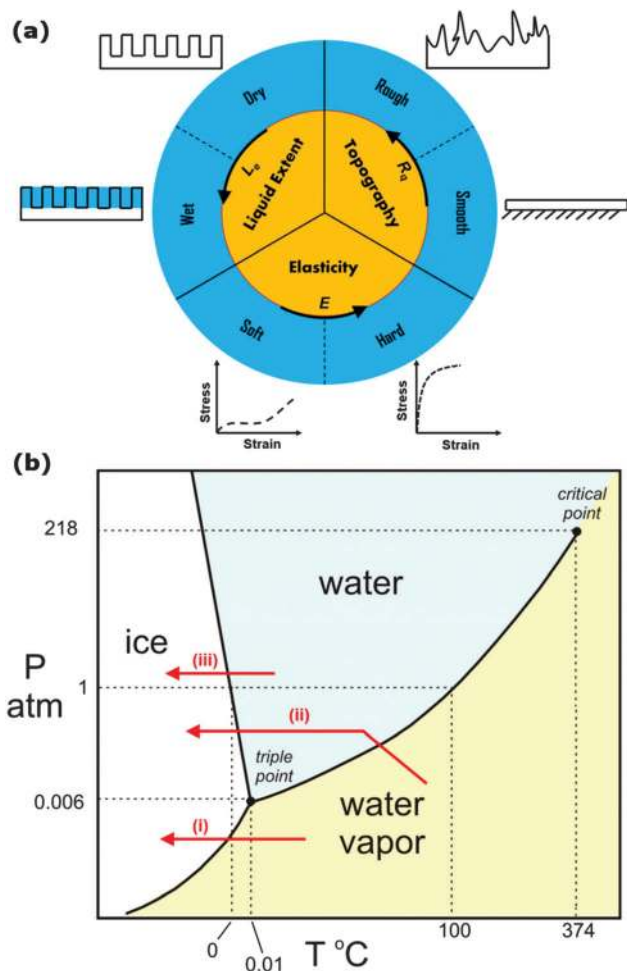 (a)
Dry
Rough
Wet
Smooth
Soft
Hard
Liquid Extent
Lₑ
Topography
R_q
Elasticity
E
Stress
Strain
Stress
Strain
(b)
critical
point
218
water
ice
(iii)
P
atm
1
(ii)
triple
point
0.006
water
vapor
(i)
0
0.01
T °C
100
374